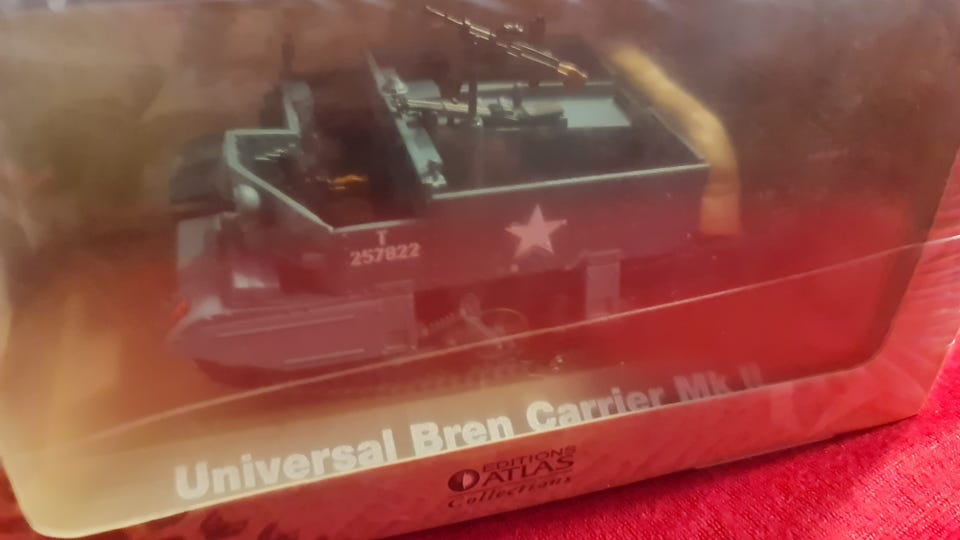 T
257822
Universal Bren Carrier Mk II
EDITIONS
ATLAS
Collections